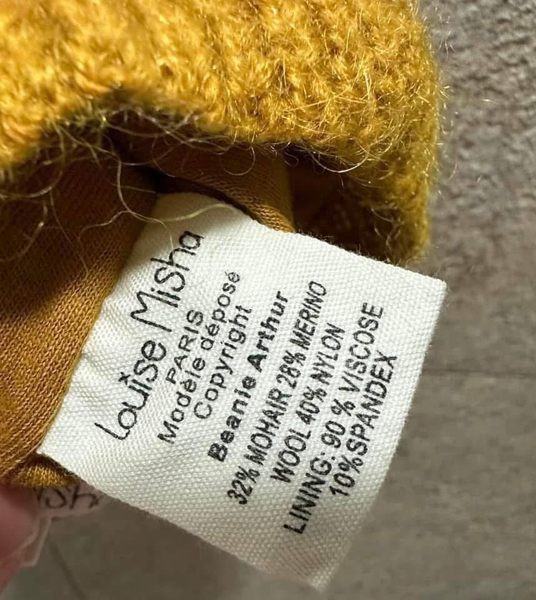 Louise Misha
PARIS
Modèle déposé
Copyright
Beanie Arthur
32% MOHAIR 28% MERINO
WOOL 40% NYLON
LINING: 90 % VISCOSE
10%SPANDEX